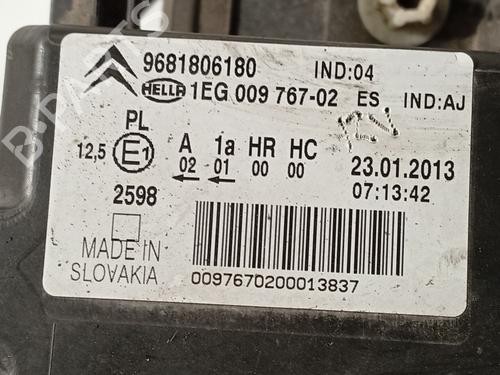 9681806180 IND:04
HELLA 1EG 009 767-02 ES IND:AJ
PL
12,5 E1 A 1a HR HC 23.01.2013
02 01 00 00 07:13:42
2598
MADE IN
SLOVAKIA
0097670200013837
B-PARTS